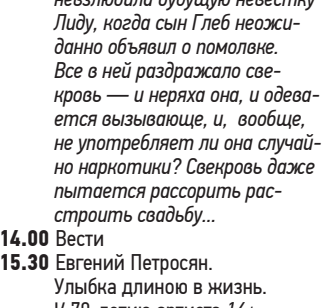 невзлюбила будущую невестку
Лиду, когда сын Глеб неожи-
данно объявил о помолвке.
Все в ней раздражало све-
кровь — и неряха она, и одева-
ется вызывающе, и, вообще,
не употребляет ли она случай-
но наркотики? Свекровь даже
пытается рассорить рас-
строить свадьбу...
14.00 Вести
15.30 Евгений Петросян.
Улыбка длиною в жизнь.